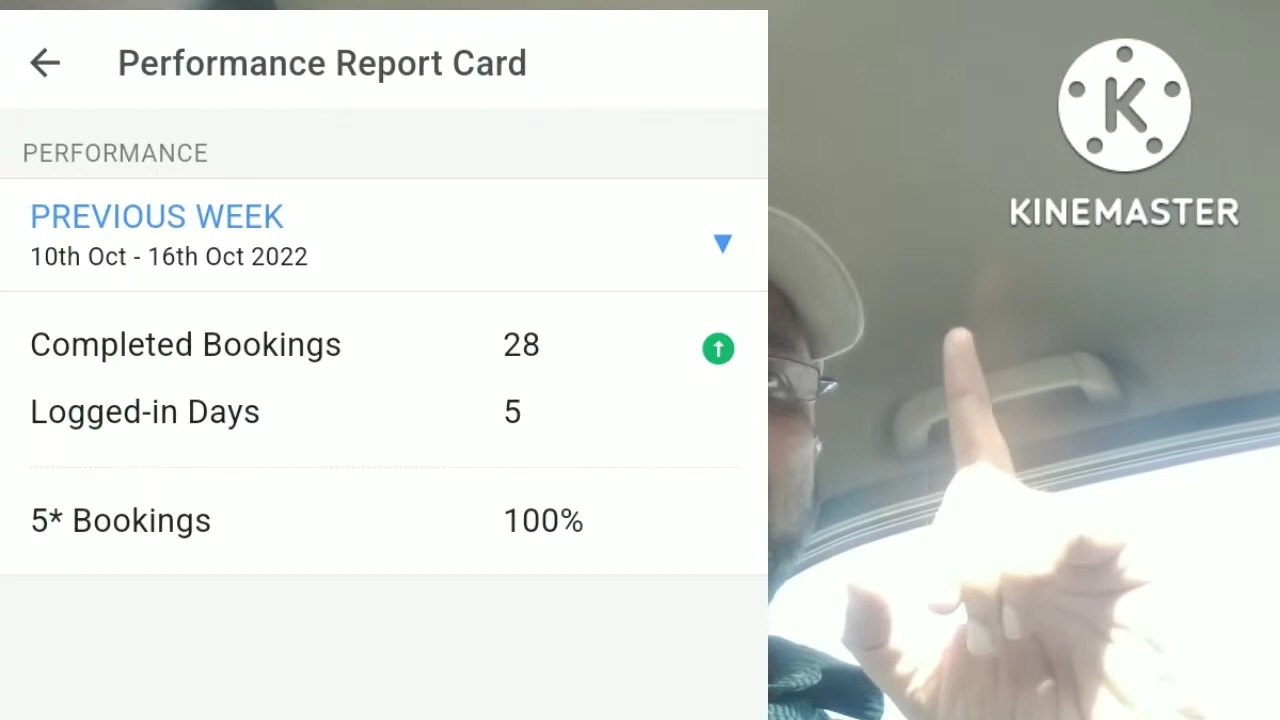 Performance Report Card
PERFORMANCE
PREVIOUS WEEK
10th Oct - 16th Oct 2022
Completed Bookings 28
Logged-in Days 5
5* Bookings 100%
K
KINEMASTER